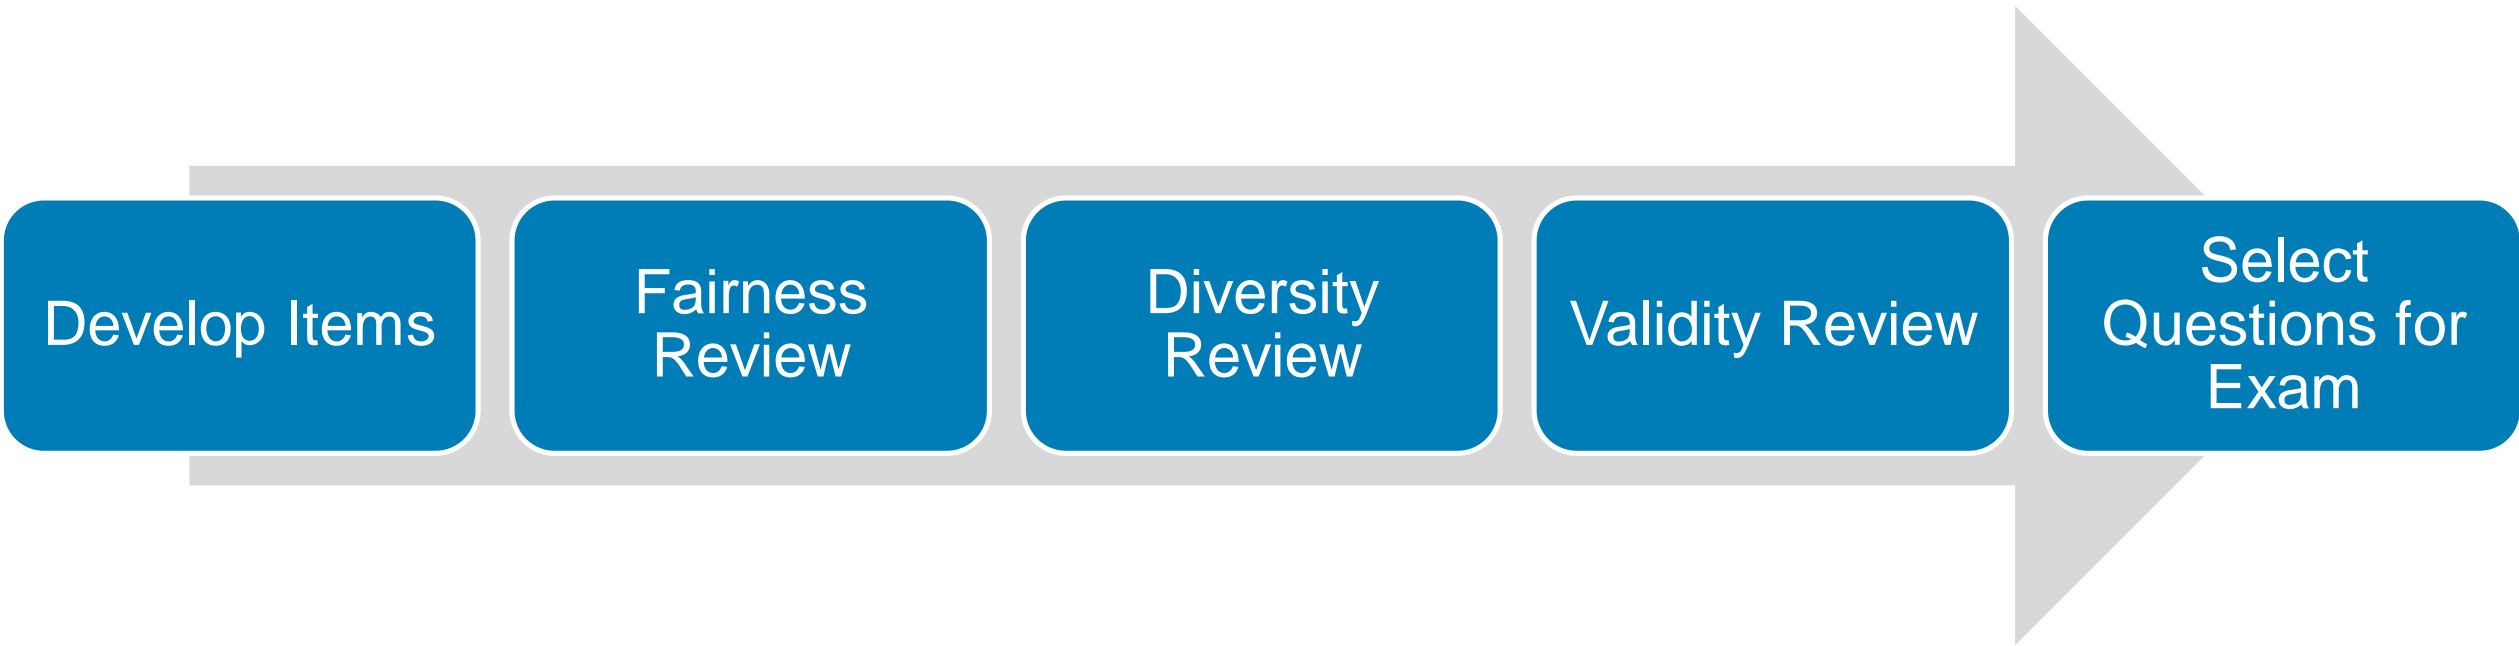 Develop Items
Fairness
Review
Diversity
Review
Validity Review
Select
Questions for
Exam